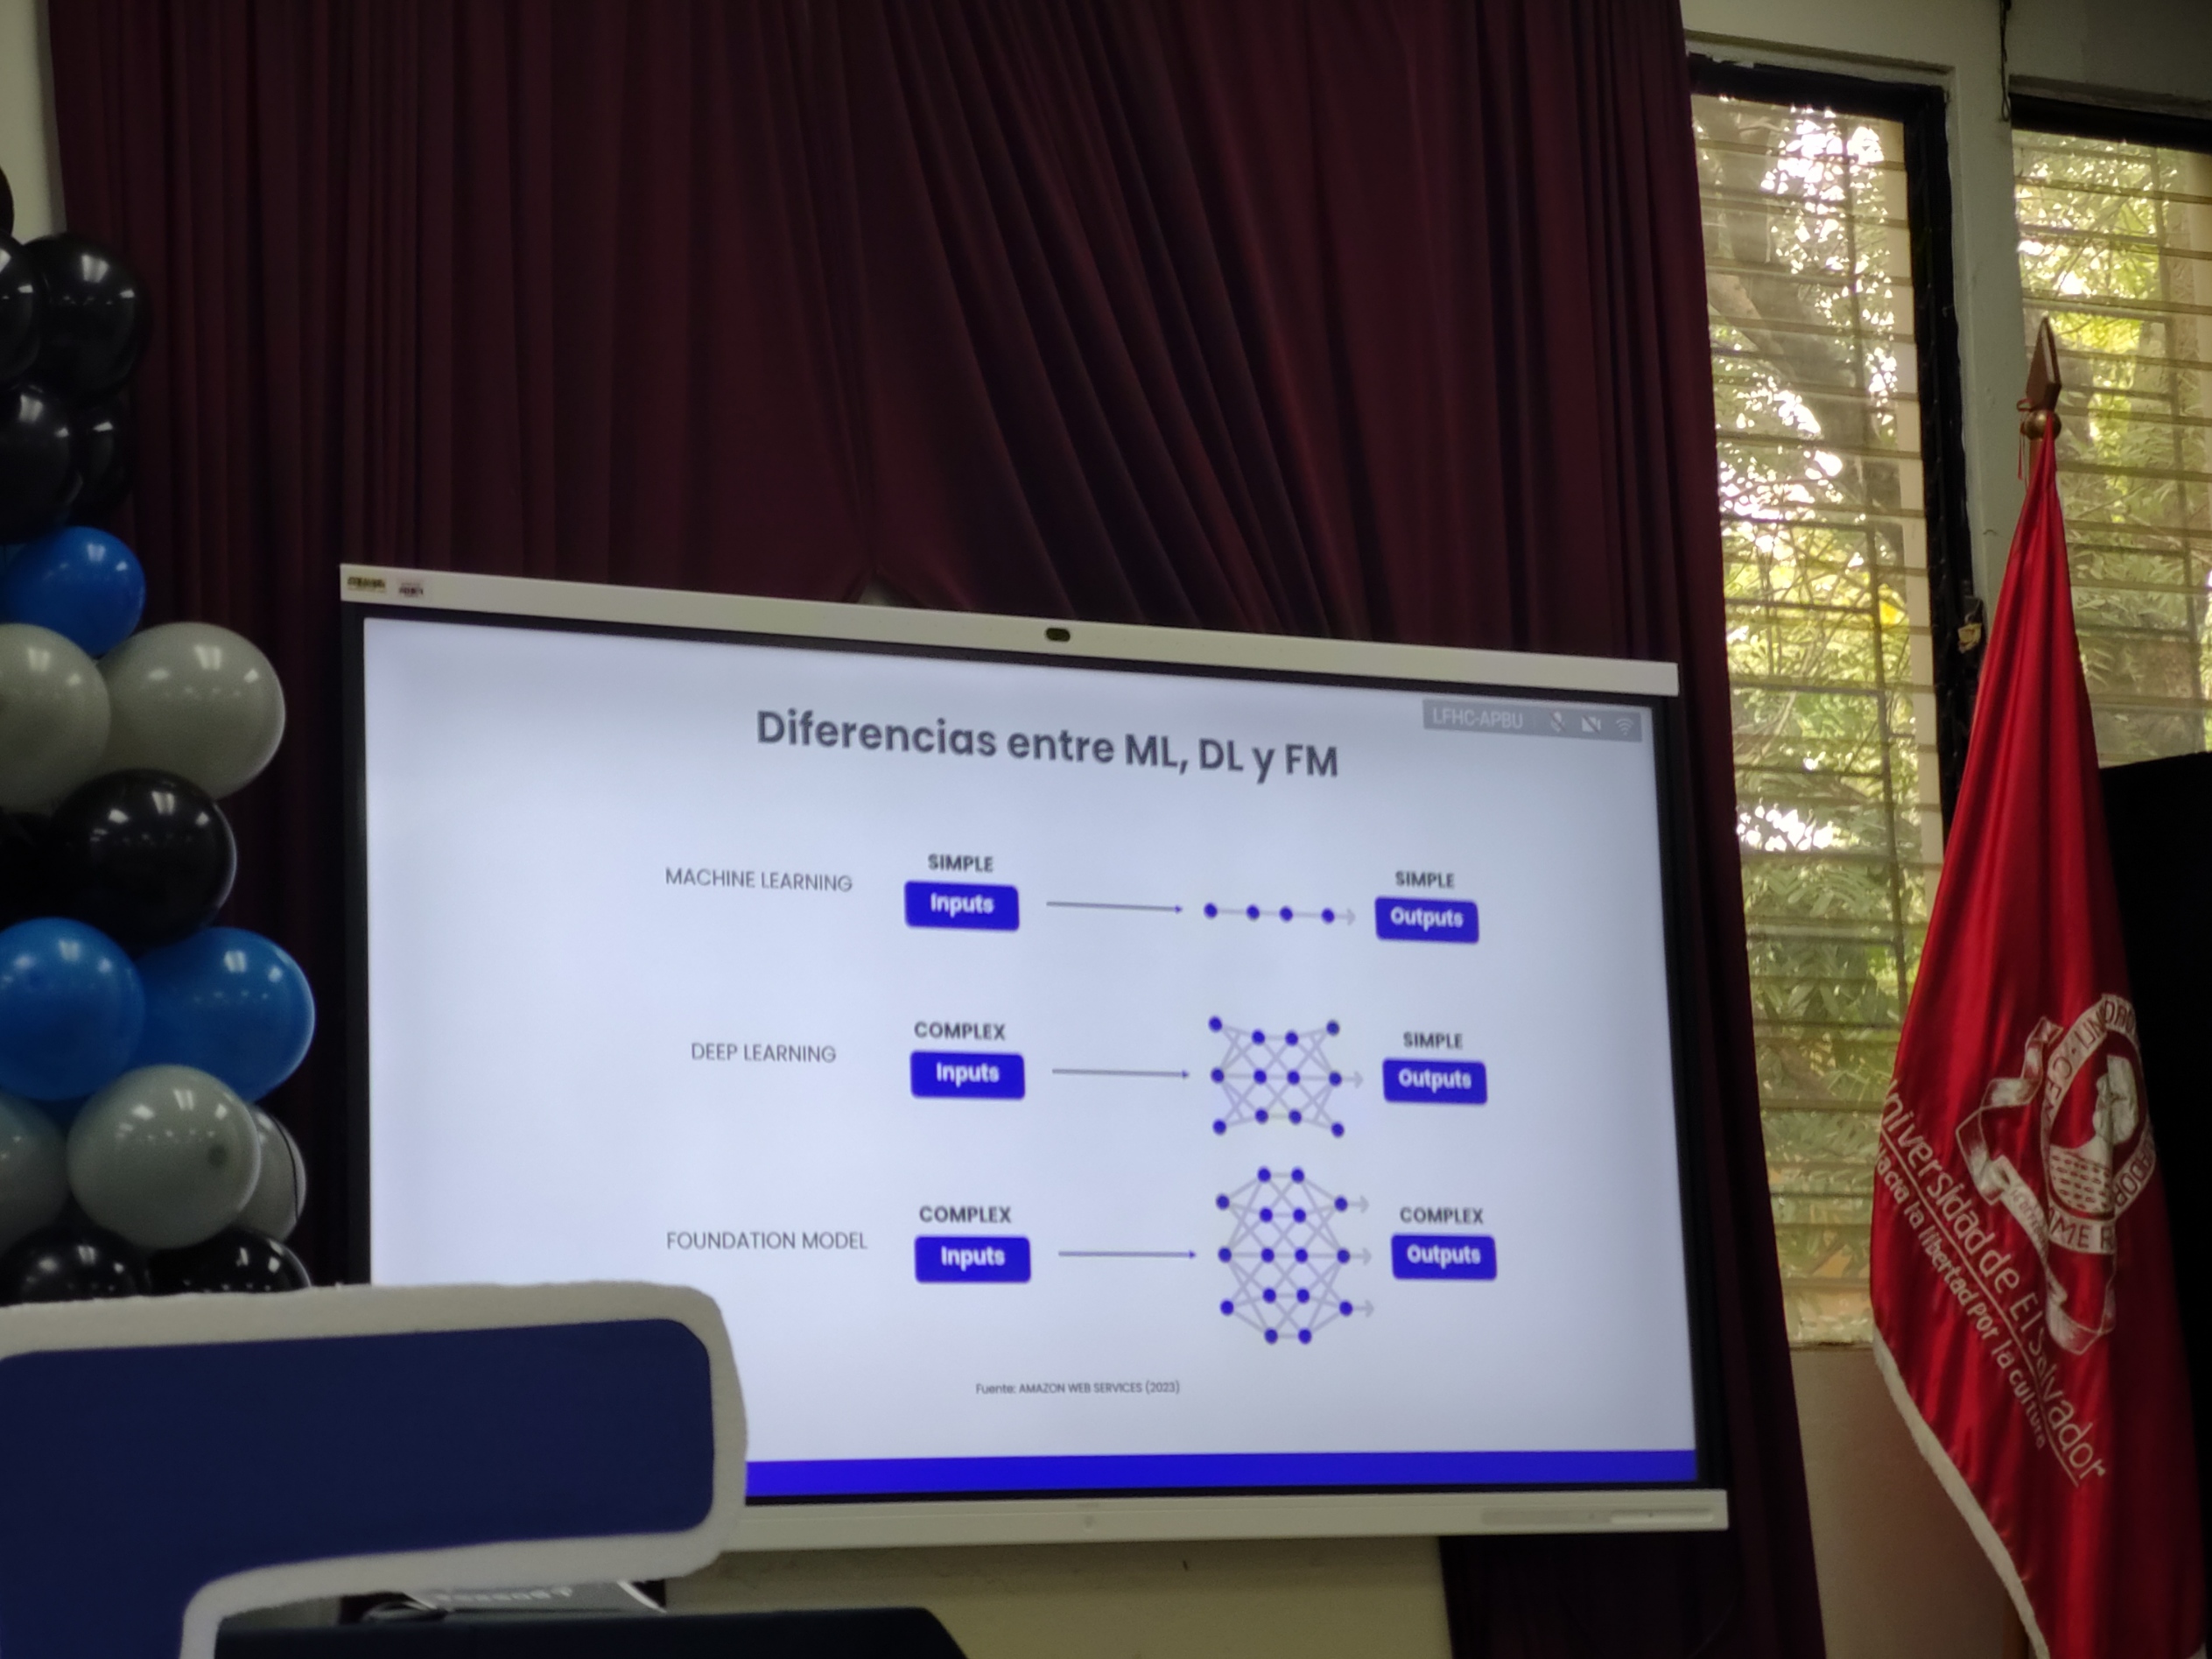 LFHC-APBU
Diferencias entre ML, DL y FM
MACHINE LEARNING
SIMPLE
Inputs
SIMPLE
Outputs
DEEP LEARNING
COMPLEX
Inputs
SIMPLE
Outputs
FOUNDATION MODEL
COMPLEX
Inputs
COMPLEX
Outputs
Fuente: AMAZON WEB SERVICES (2023)
Universidad de El Salvador
Hacia la libertad Por la cultura